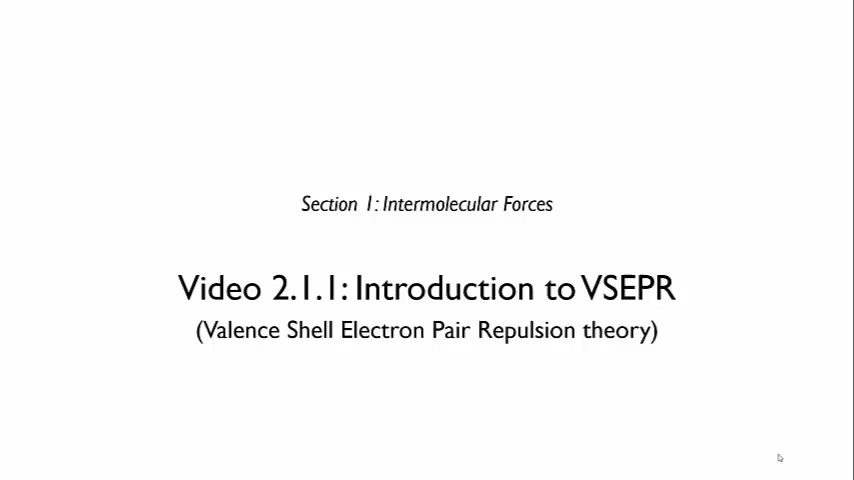 Section 1: Intermolecular Forces
Video 2.1.1: Introduction to VSEPR
(Valence Shell Electron Pair Repulsion theory)